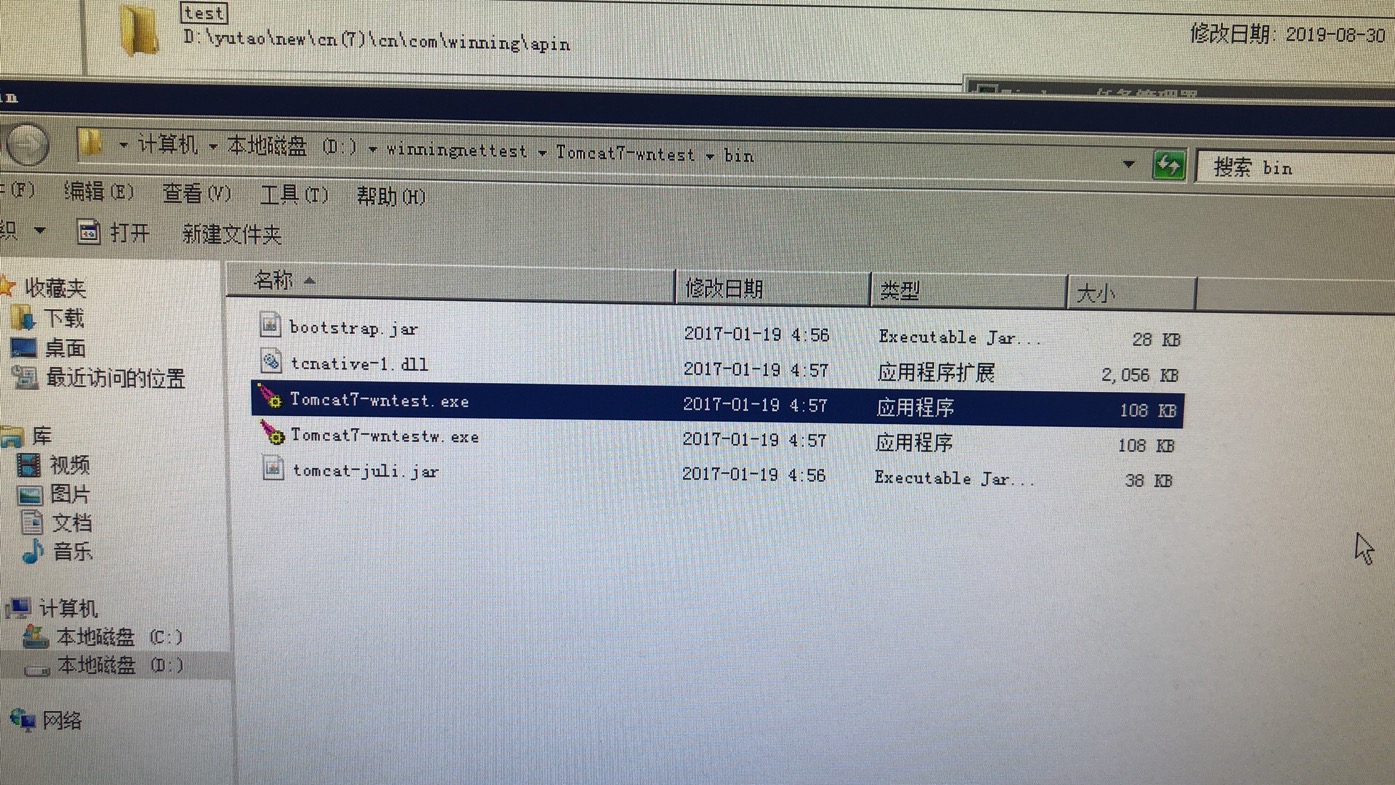 test
D:\yutao\new\cn(7)\cn\com\winning\apin
修改日期: 2019-08-30
任务管理器
in
计算机 本地磁盘 (D:) winningnettest Tomcat7-wntest bin
搜索 bin
(F) 编辑(E) 查看(V) 工具(T) 帮助(H)
织 打开 新建文件夹
名称 修改日期 类型 大小
bootstrap.jar 2017-01-19 4:56 Executable Jar... 28 KB
tcnative-1.dll 2017-01-19 4:57 应用程序扩展 2,056 KB
Tomcat7-wntest.exe 2017-01-19 4:57 应用程序 108 KB
Tomcat7-wntestw.exe 2017-01-19 4:57 应用程序 108 KB
tomcat-juli.jar 2017-01-19 4:56 Executable Jar... 38 KB
收藏夹
下载
桌面
最近访问的位置
库
视频
图片
文档
音乐
计算机
本地磁盘 (C:)
本地磁盘 (D:)
网络